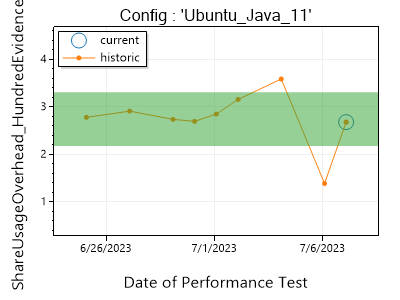 Config : 'Ubuntu_Java_11'
current
historic
ShareUsageOverhead_HundredEvidence
4
3
2
1
6/26/2023
7/1/2023
7/6/2023
Date of Performance Test